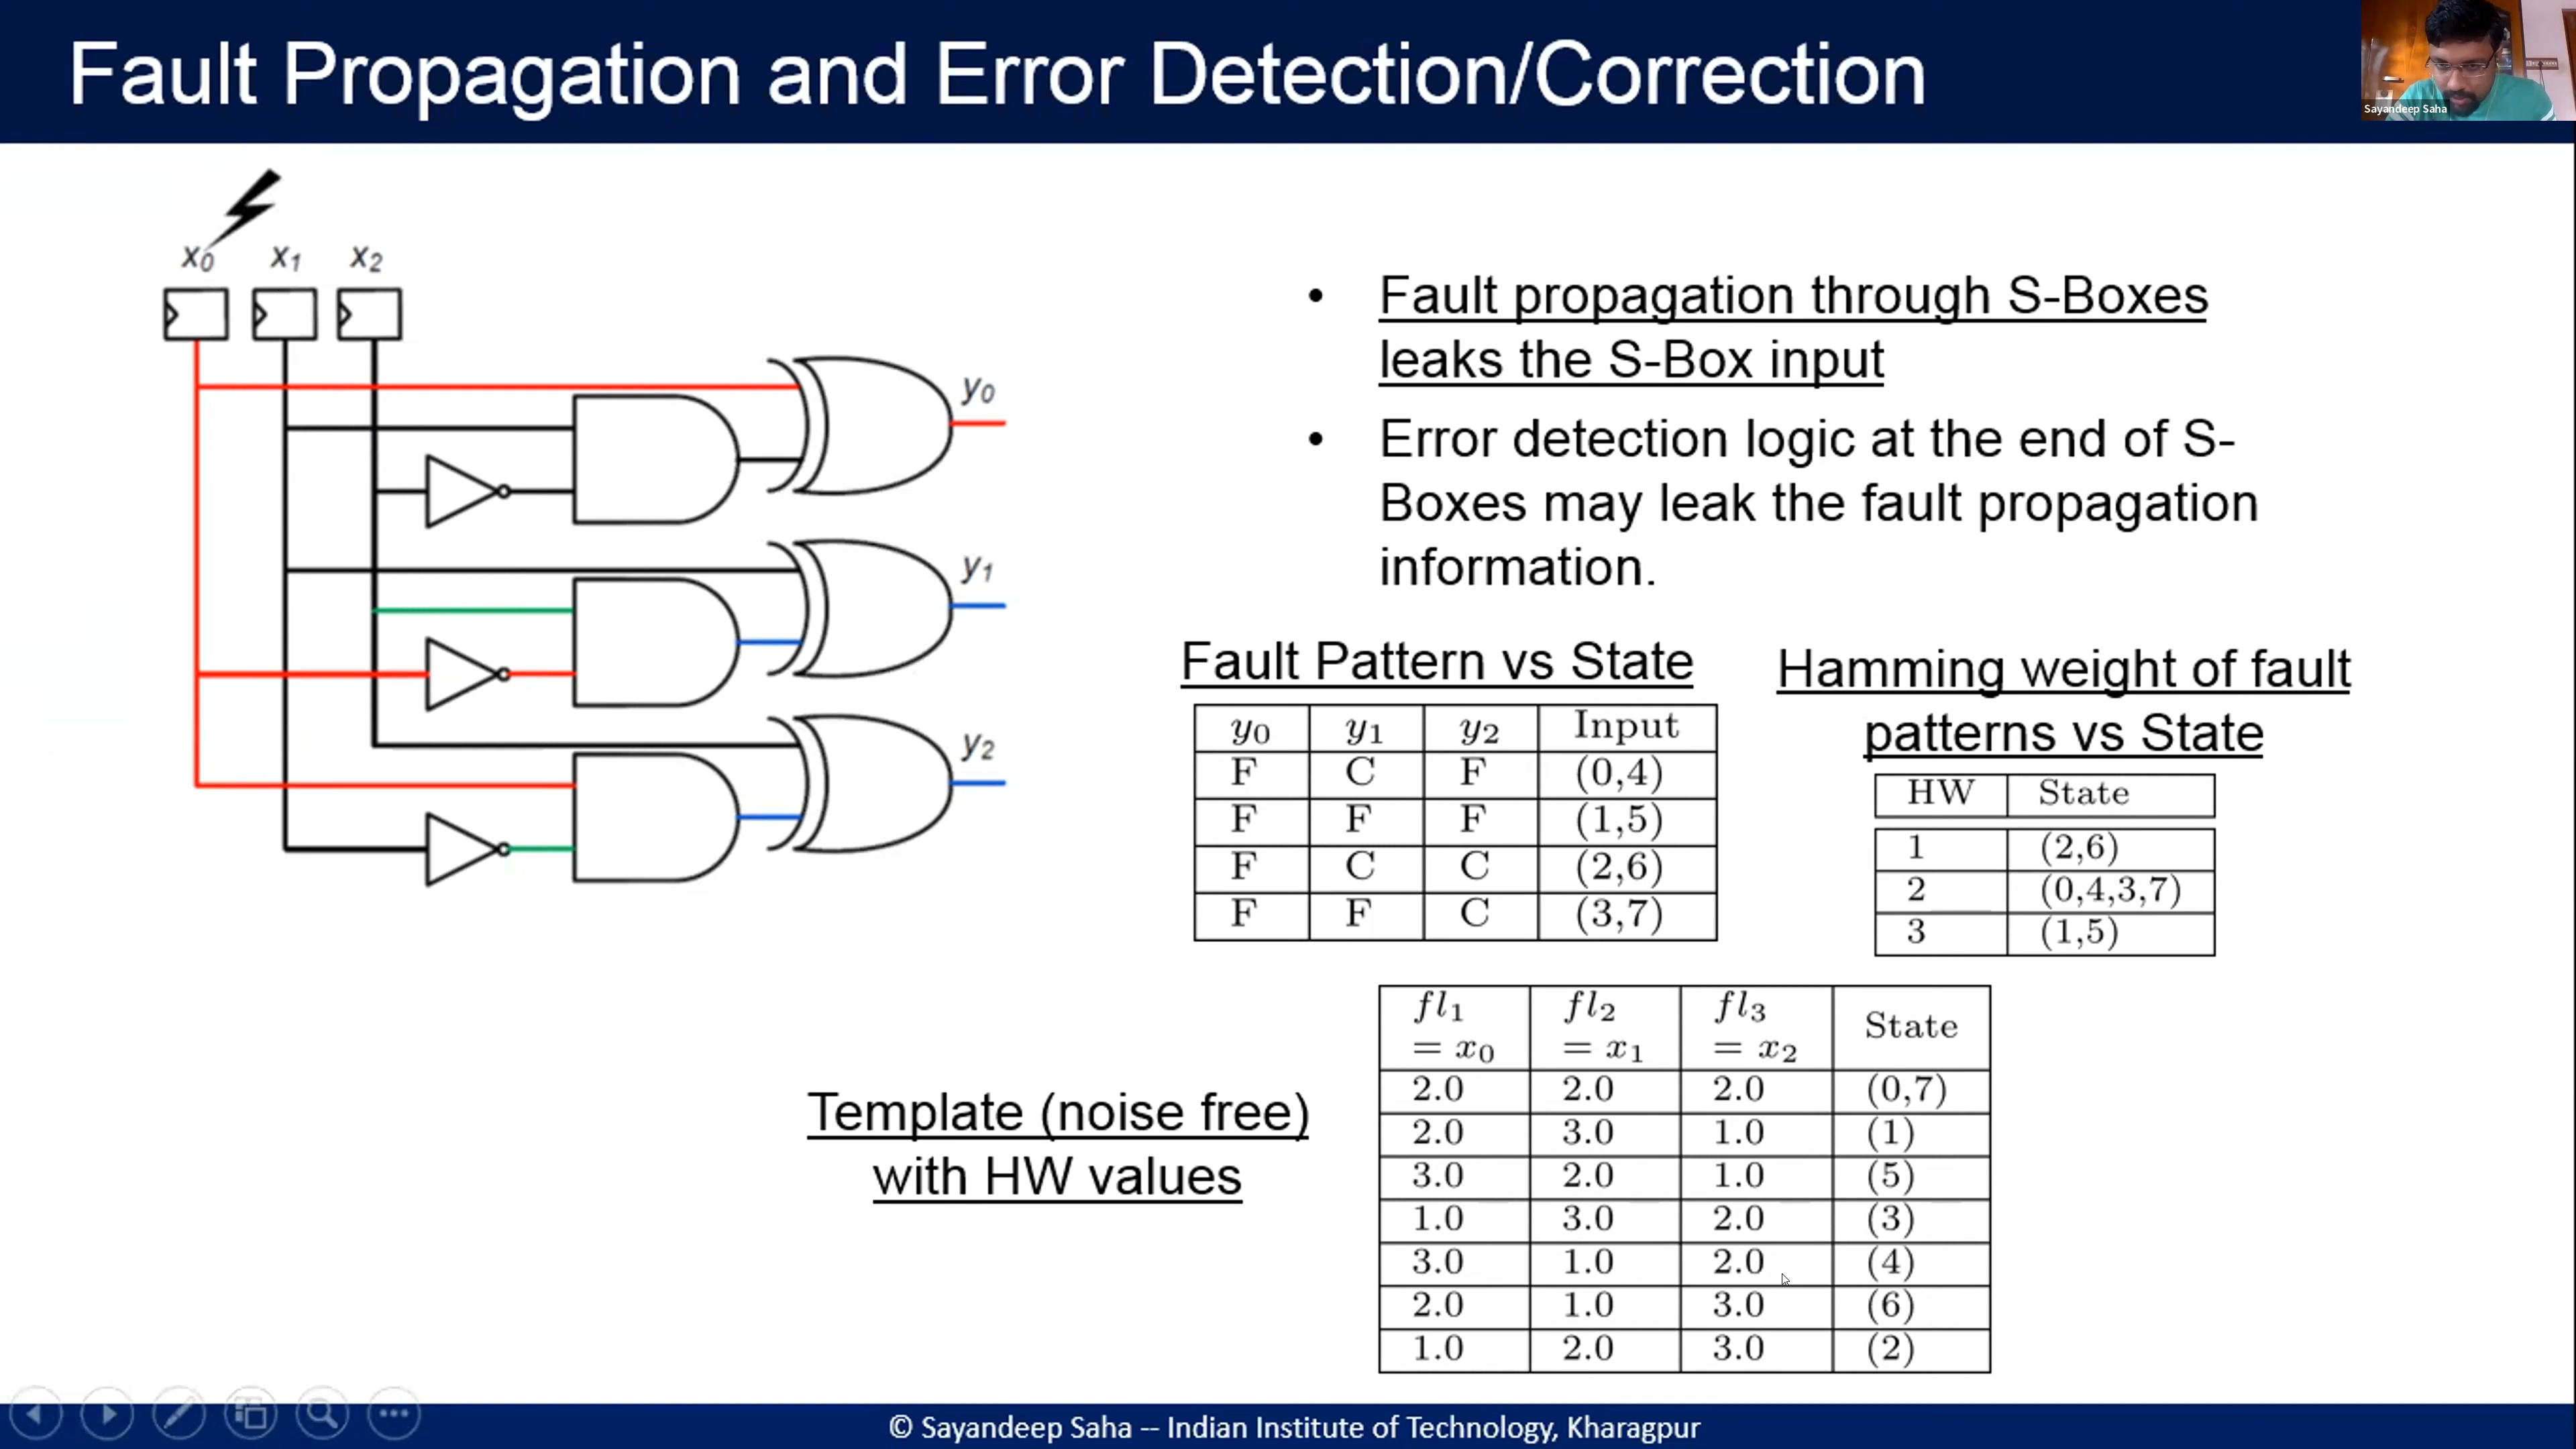 Fault Propagation and Error Detection/Correction
Sayandeep Saha
x0 x1 x2
y0
y1
y2
• Fault propagation through S-Boxes
leaks the S-Box input
• Error detection logic at the end of S-
Boxes may leak the fault propagation
information.
Fault Pattern vs State
y0 y1 y2 Input
F C F (0,4)
F F F (1,5)
F C C (2,6)
F F C (3,7)
Hamming weight of fault
patterns vs State
HW State
1 (2,6)
2 (0,4,3,7)
3 (1,5)
Template (noise free)
with HW values
fl1 fl2 fl3 State
= x0 = x1 = x2
2.0 2.0 2.0 (0,7)
2.0 3.0 1.0 (1)
3.0 2.0 1.0 (5)
1.0 3.0 2.0 (3)
3.0 1.0 2.0 (4)
2.0 1.0 3.0 (6)
1.0 2.0 3.0 (2)
© Sayandeep Saha -- Indian Institute of Technology, Kharagpur